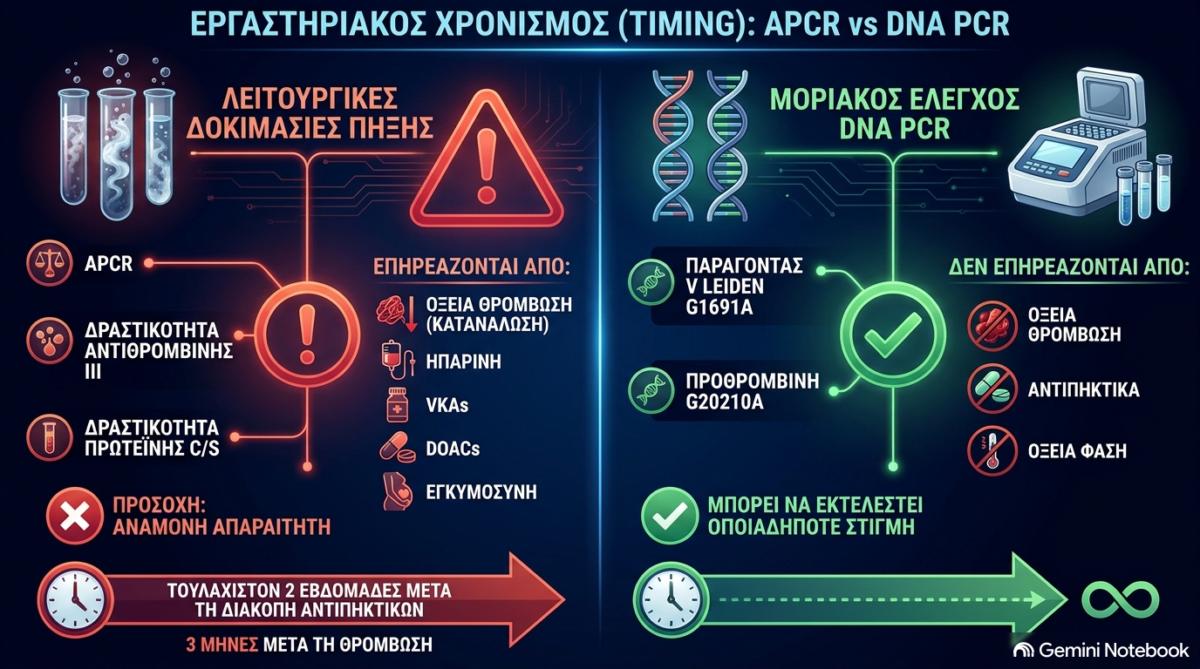 ΕΡΓΑΣΤΗΡΙΑΚΟΣ ΧΡΟΝΙΣΜΟΣ (TIMING): APCR vs DNA PCR
ΛΕΙΤΟΥΡΓΙΚΕΣ
ΔΟΚΙΜΑΣΙΕΣ ΠΗΞΗΣ
APCR
ΔΡΑΣΤΙΚΟΤΗΤΑ
ΑΝΤΙΘΡΟΜΒΙΝΗΣ
III
ΔΡΑΣΤΙΚΟΤΗΤΑ
ΠΡΩΤΕΪΝΗΣ C/S
ΕΠΗΡΕΑΖΟΝΤΑΙ ΑΠΟ:
ΟΞΕΙΑ ΘΡΟΜΒΩΣΗ
(ΚΑΤΑΝΑΛΩΣΗ)
ΗΠΑΡΙΝΗ
VKAs
DOACs
ΕΓΚΥΜΟΣΥΝΗ
ΠΡΟΣΟΧΗ:
ΑΝΑΜΟΝΗ ΑΠΑΡΑΙΤΗΤΗ
ΤΟΥΛΑΧΙΣΤΟΝ 2 ΕΒΔΟΜΑΔΕΣ ΜΕΤΑ
ΤΗ ΔΙΑΚΟΠΗ ΑΝΤΙΠΗΚΤΙΚΩΝ
3 ΜΗΝΕΣ ΜΕΤΑ ΤΗ ΘΡΟΜΒΩΣΗ
ΜΟΡΙΑΚΟΣ ΕΛΕΓΧΟΣ
DNA PCR
ΠΑΡΑΓΟΝΤΑΣ
V LEIDEN
G1691A
ΠΡΟΘΡΟΜΒΙΝΗ
G20210A
ΔΕΝ ΕΠΗΡΕΑΖΟΝΤΑΙ ΑΠΟ:
ΟΞΕΙΑ
ΘΡΟΜΒΩΣΗ
ΑΝΤΙΠΗΚΤΙΚΑ
ΟΞΕΙΑ ΦΑΣΗ
ΜΠΟΡΕΙ ΝΑ ΕΚΤΕΛΕΣΤΕΙ
ΟΠΟΙΑΔΗΠΟΤΕ ΣΤΙΓΜΗ
Gemini Notebook